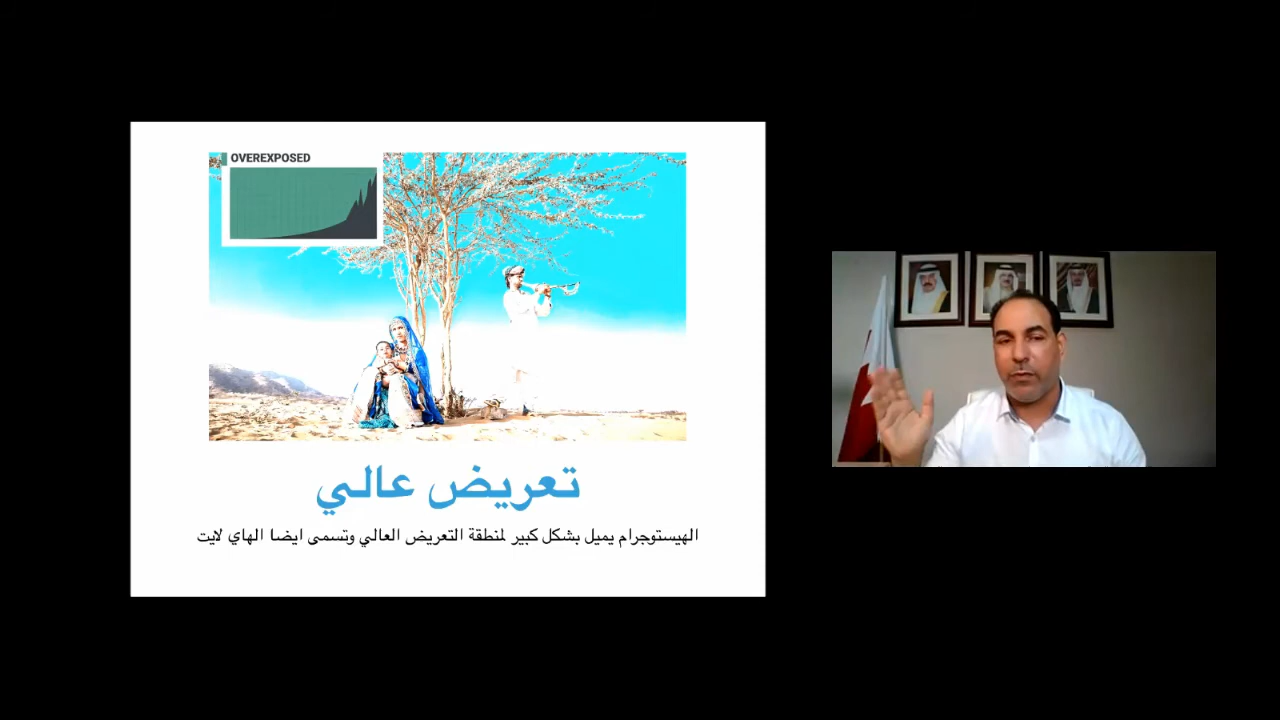 OVEREXPOSED
تعريض عالي
الهيستوجرام يميل بشكل كبير لمنطقة التعريض العالي وتسمى ايضا الهاي لايت